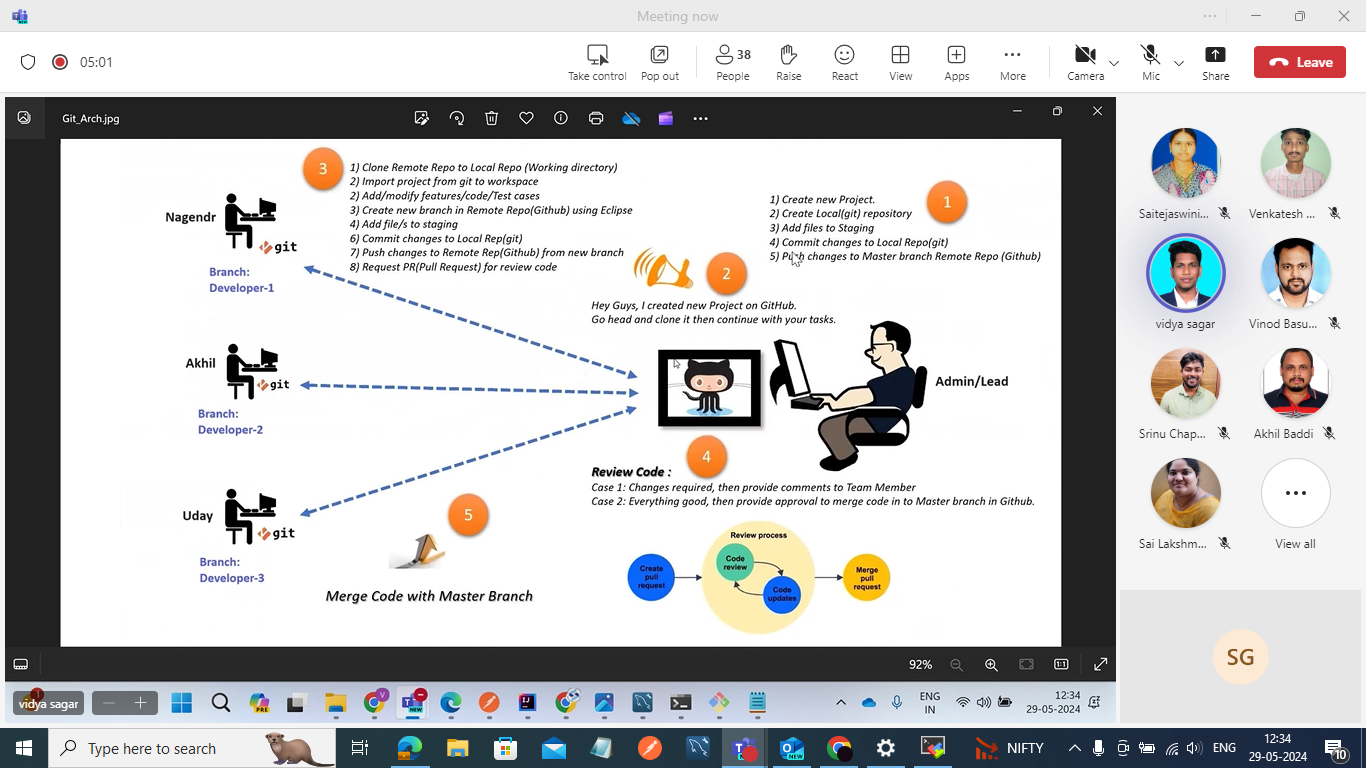 Meeting now
05:01
Take control
Pop out
38
People
Raise
React
View
Apps
More
Camera
Mic
Share
Leave
Git_Arch.jpg
3
1) Clone Remote Repo to Local Repo (Working directory)
2) Import project from git to workspace
2) Add/modify features/code/Test cases
3) Create new branch in Remote Repo(Github) using Eclipse
4) Add file/s to staging
6) Commit changes to Local Rep(git)
7) Push changes to Remote Rep(Github) from new branch
8) Request PR(Pull Request) for review code
1
1) Create new Project.
2) Create Local(git) repository
3) Add files to Staging
4) Commit changes to Local Repo(git)
5) Push changes to Master branch Remote Repo (Github)
Nagendr
git
Branch:
Developer-1
2
Hey Guys, I created new Project on GitHub.
Go head and clone it then continue with your tasks.
Akhil
git
Branch:
Developer-2
Admin/Lead
4
Review Code :
Case 1: Changes required, then provide comments to Team Member
Case 2: Everything good, then provide approval to merge code in to Master branch in Github.
Uday
git
Branch:
Developer-3
5
Merge Code with Master Branch
Review process
Create
pull
request
Code
review
Code
updates
Merge
pull
request
92%
1:1
Saitejaswini...
Venkatesh ...
vidya sagar
Vinod Basu...
Srinu Chap...
Akhil Baddi
Sai Lakshm...
View all
SG
1
vidya sagar
PRE
V
NEW
ENG
IN
12:34
29-05-2024
Type here to search
NEW
NEW
NIFTY
ENG
12:34
29-05-2024
10